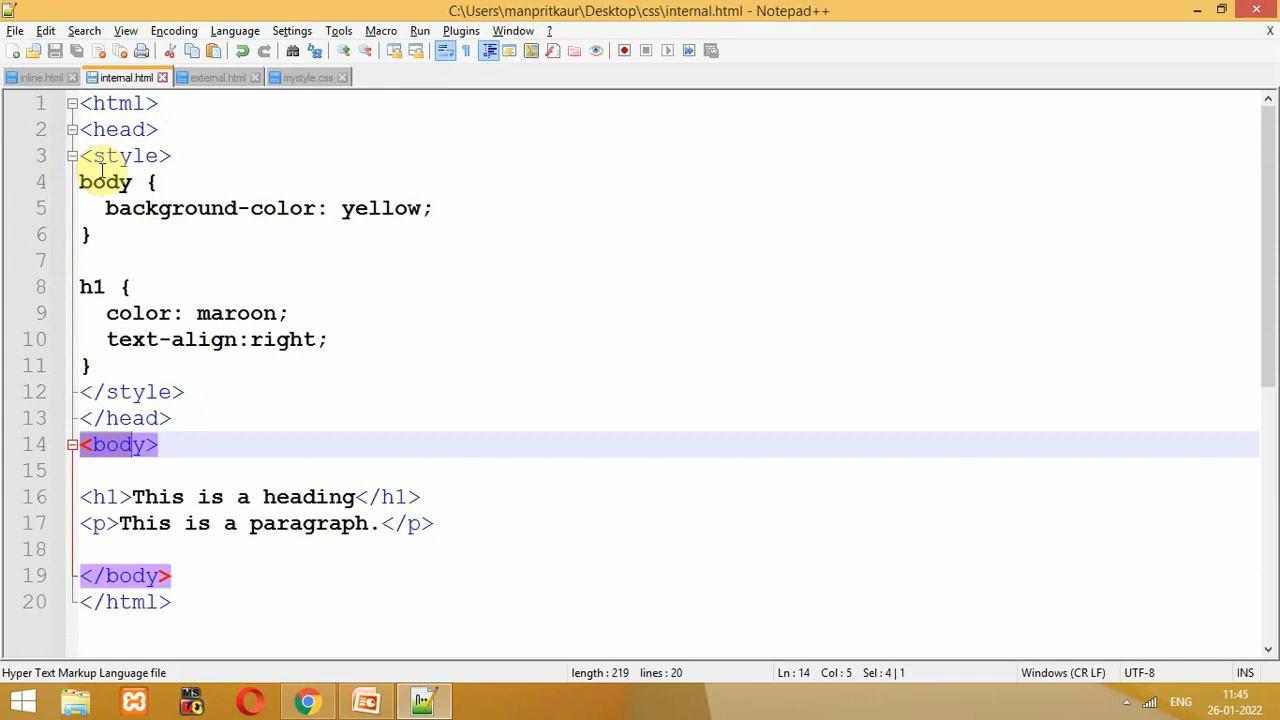 C:\Users\manpritkaur\Desktop\css\internal.html - Notepad++
File Edit Search View Encoding Language Settings Tools Macro Run Plugins Window ? X
inline.html internal.html external.html mystyle.css
1 <html>
2 <head>
3 <style>
4 body {
5 background-color: yellow;
6 }
7
8 h1 {
9 color: maroon;
10 text-align:right;
11 }
12 </style>
13 </head>
14 <body>
15
16 <h1>This is a heading</h1>
17 <p>This is a paragraph.</p>
18
19 </body>
20 </html>
Hyper Text Markup Language file length : 219 lines : 20 Ln : 14 Col : 5 Sel : 4 | 1 Windows (CR LF) UTF-8 INS
MS ENG 11:45
26-01-2022